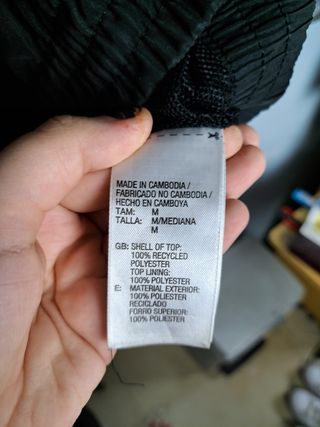 MADE IN CAMBODIA /
FABRICADO NO CAMBODJA /
HECHO EN CAMBOYA
TAM: M
TALLA: M/MEDIANA
M
GB: SHELL OF TOP:
100% RECYCLED
POLYESTER
TOP LINING:
100% POLYESTER
E: MATERIAL EXTERIOR:
100% POLIESTER
RECICLADO
FORRO SUPERIOR:
100% POLIESTER